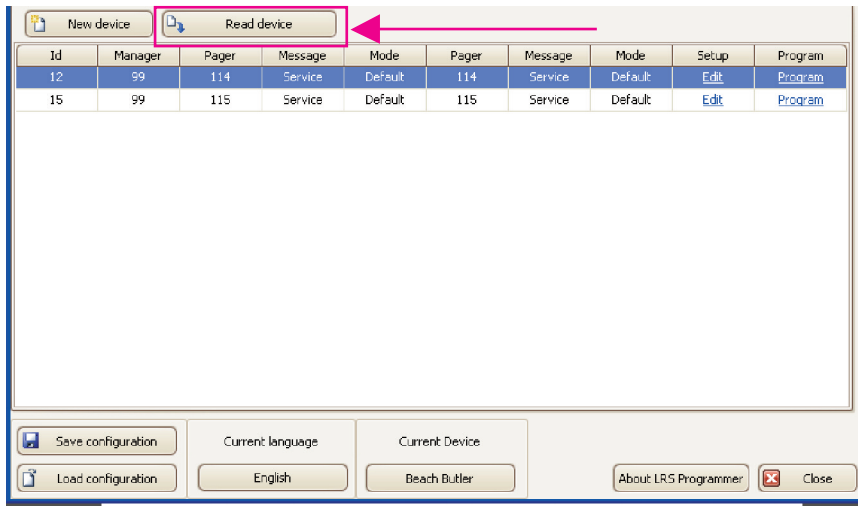 New device Read device
Id Manager Pager Message Mode Pager Message Mode Setup Program
12 99 114 Service Default 114 Service Default Edit Program
15 99 115 Service Default 115 Service Default Edit Program
Save configuration Current language Current Device
Load configuration English Beach Butler About LRS Programmer Close